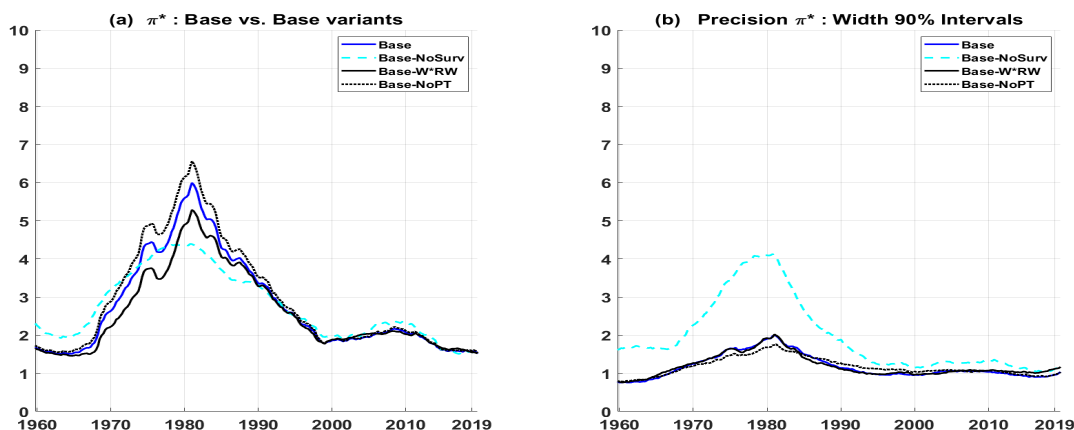 (a) π* : Base vs. Base variants
10
9
8
7
6
5
4
3
2
1
0
1960 1970 1980 1990 2000 2010 2019
Base
Base-NoSurv
Base-W*RW
Base-NoPT
(b) Precision π* : Width 90% Intervals
10
9
8
7
6
5
4
3
2
1
0
1960 1970 1980 1990 2000 2010 2019
Base
Base-NoSurv
Base-W*RW
Base-NoPT